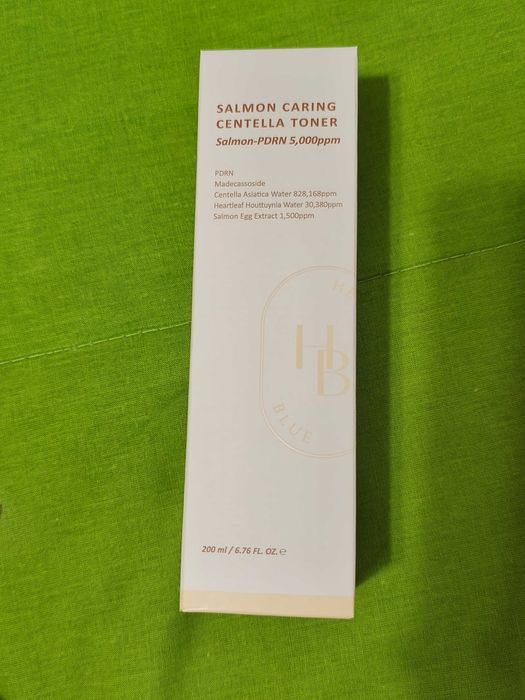 SALMON CARING
CENTELLA TONER
Salmon-PDRN 5,000ppm
PDRN
Madecassoside
Centella Asiatica Water 828,168ppm
Heartleaf Houttuynia Water 30,380ppm
Salmon Egg Extract 1,500ppm
HB
BLUE
200 ml / 6.76 FL. OZ. ℮